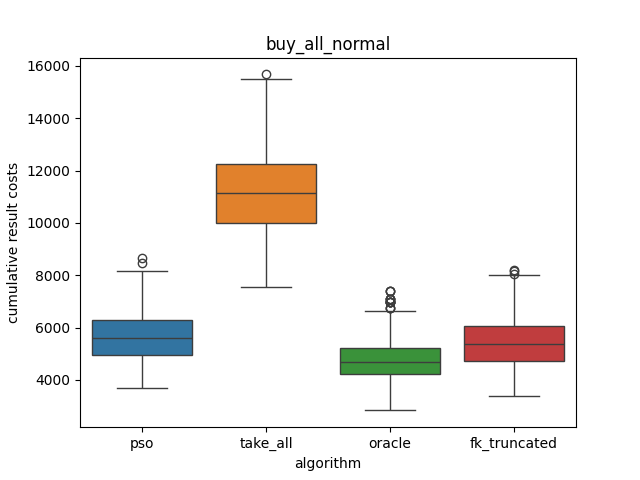 buy_all_normal
cumulative result costs
16000
14000
12000
10000
8000
6000
4000
pso
take_all
oracle
fk_truncated
algorithm